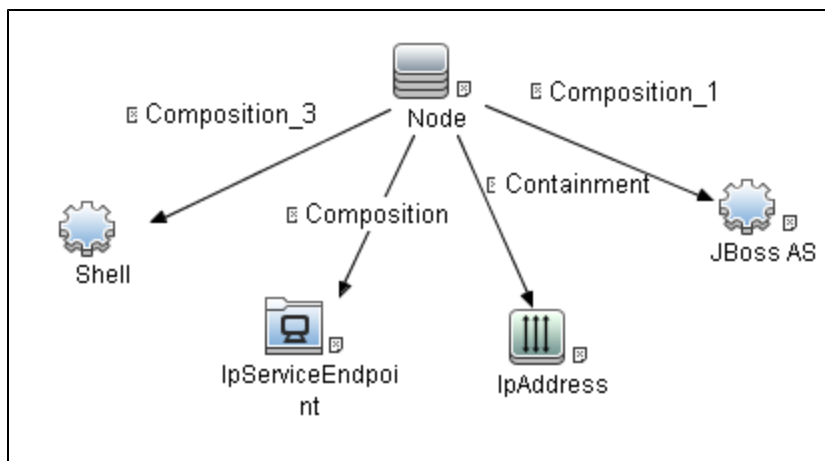 Node
Composition_3
Composition_1
Composition
Containment
Shell
JBoss AS
IpServiceEndpoi
nt
IpAddress